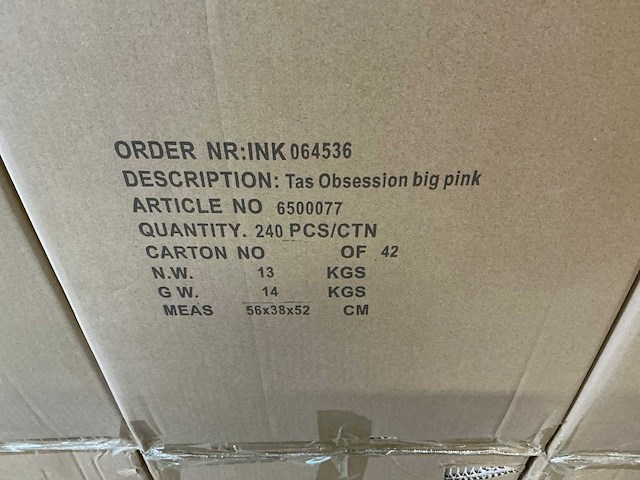 ORDER NR:INK 064536
DESCRIPTION: Tas Obsession big pink
ARTICLE NO 6500077
QUANTITY. 240 PCS/CTN
CARTON NO OF 42
N.W. 13 KGS
G W. 14 KGS
MEAS 56x38x52 CM